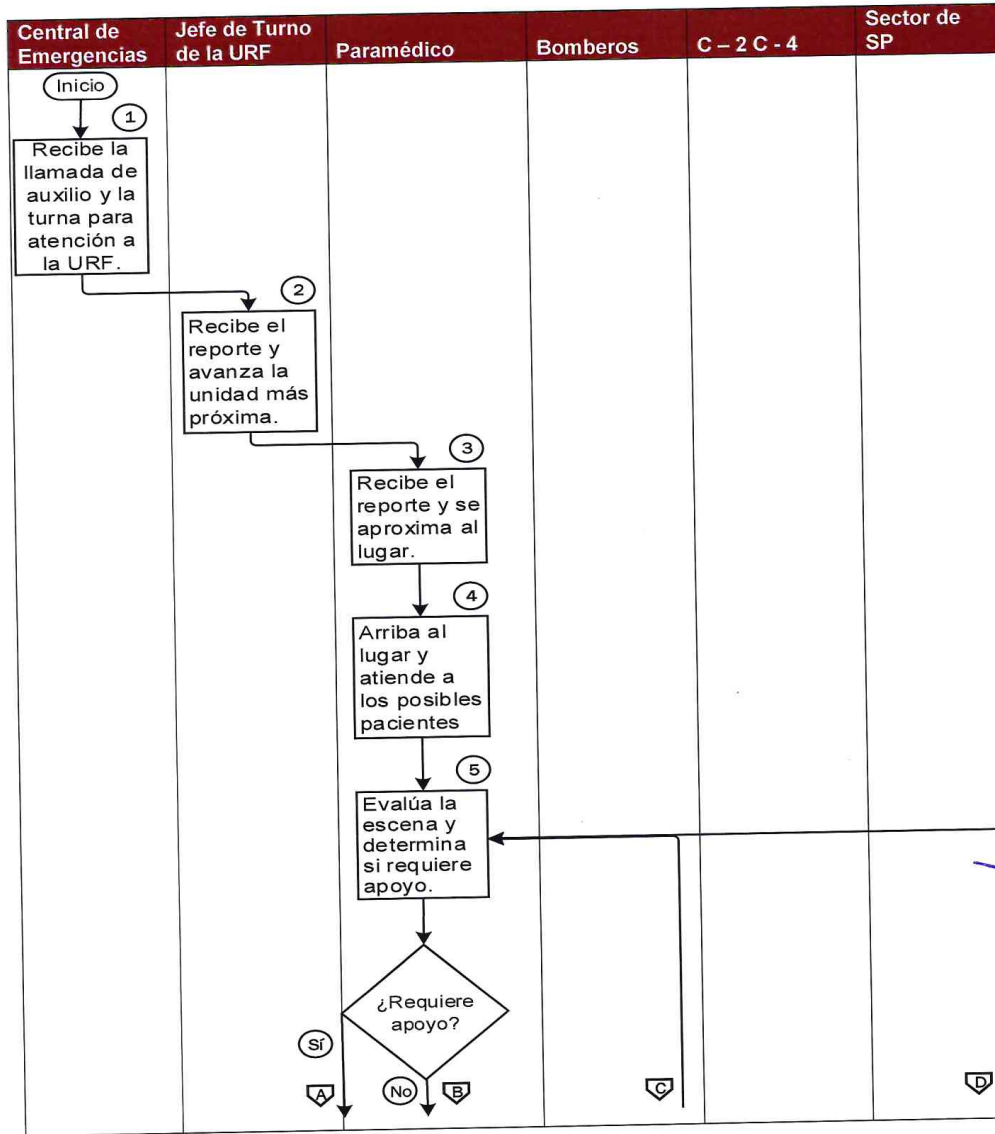 Central de
Emergencias
Jefe de Turno
de la URF
Paramédico
Bomberos
C – 2 C - 4
Sector de
SP
Inicio
1
Recibe la
llamada de
auxilio y la
turna para
atención a
la URF.
2
Recibe el
reporte y
avanza la
unidad más
próxima.
3
Recibe el
reporte y se
aproxima al
lugar.
4
Arriba al
lugar y
atiende a
los posibles
pacientes
5
Evalúa la
escena y
determina
si requiere
apoyo.
¿Requiere
apoyo?
Sí
A
No
B
C
D